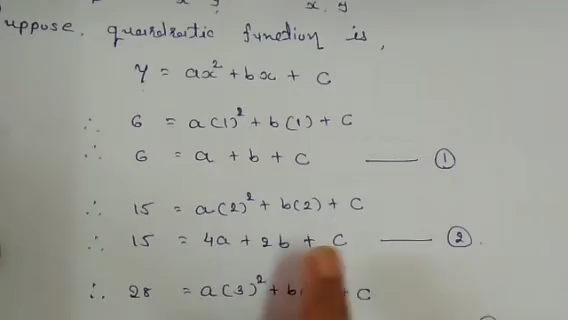 x, y, x, y
uppose, quardratic function is,
y = ax² + bx + c
∴ 6 = a(1)² + b(1) + c
∴ 6 = a + b + c —— ①
∴ 15 = a(2)² + b(2) + c
∴ 15 = 4a + 2b + c —— ②.
∴ 28 = a(3)² + b + c